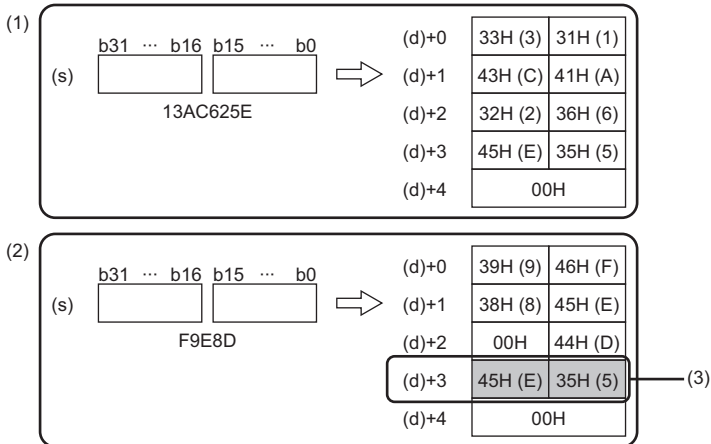 (1)
b31 ··· b16 b15 ··· b0
(s)
13AC625E
(d)+0 33H (3) 31H (1)
(d)+1 43H (C) 41H (A)
(d)+2 32H (2) 36H (6)
(d)+3 45H (E) 35H (5)
(d)+4 00H
(2)
b31 ··· b16 b15 ··· b0
(s)
F9E8D
(d)+0 39H (9) 46H (F)
(d)+1 38H (8) 45H (E)
(d)+2 00H 44H (D)
(d)+3 45H (E) 35H (5) (3)
(d)+4 00H